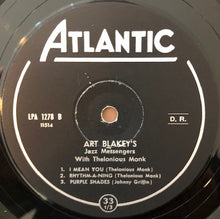 ATLANTIC
LPA 1278 B
11514
D. R.
ART BLAKEY'S
Jazz Messengers
With Thelonious Monk
1. I MEAN YOU (Thelonious Monk)
2. RHYTHM-A-NING (Thelonious Monk)
3. PURPLE SHADES (Johnny Griffin)
33
1/3